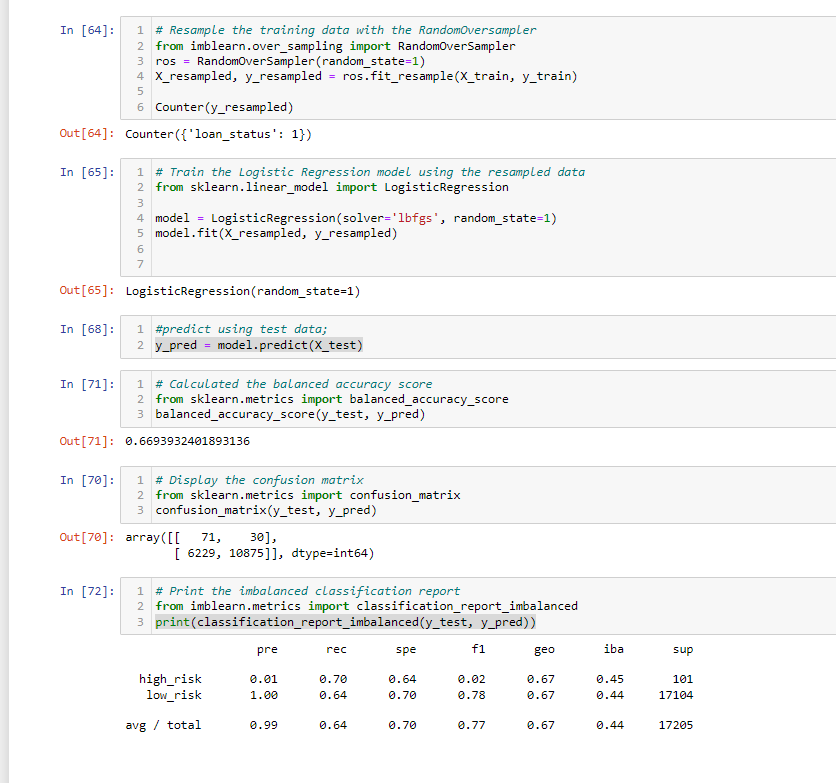 In [64]:
1 # Resample the training data with the RandomOversampler
2 from imblearn.over_sampling import RandomOverSampler
3 ros = RandomOverSampler(random_state=1)
4 X_resampled, y_resampled = ros.fit_resample(X_train, y_train)
5
6 Counter(y_resampled)
Out[64]: Counter({'loan_status': 1})
In [65]:
1 # Train the Logistic Regression model using the resampled data
2 from sklearn.linear_model import LogisticRegression
3
4 model = LogisticRegression(solver='lbfgs', random_state=1)
5 model.fit(X_resampled, y_resampled)
6
7
Out[65]: LogisticRegression(random_state=1)
In [68]:
1 #predict using test data;
2 y_pred = model.predict(X_test)
In [71]:
1 # Calculated the balanced accuracy score
2 from sklearn.metrics import balanced_accuracy_score
3 balanced_accuracy_score(y_test, y_pred)
Out[71]: 0.6693932401893136
In [70]:
1 # Display the confusion matrix
2 from sklearn.metrics import confusion_matrix
3 confusion_matrix(y_test, y_pred)
Out[70]: array([[   71,    30],
       [ 6229, 10875]], dtype=int64)
In [72]:
1 # Print the imbalanced classification report
2 from imblearn.metrics import classification_report_imbalanced
3 print(classification_report_imbalanced(y_test, y_pred))
pre rec spe f1 geo iba sup
high_risk 0.01 0.70 0.64 0.02 0.67 0.45 101
low_risk 1.00 0.64 0.70 0.78 0.67 0.44 17104
avg / total 0.99 0.64 0.70 0.77 0.67 0.44 17205